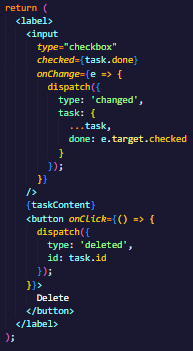 return (
  <label>
    <input
      type="checkbox"
      checked={task.done}
      onChange={e => {
        dispatch({
          type: 'changed',
          task: {
            ...task,
            done: e.target.checked
          }
        });
      }}
    />
    {taskContent}
    <button onClick={() => {
      dispatch({
        type: 'deleted',
        id: task.id
      });
    }}>
      Delete
    </button>
  </label>
);